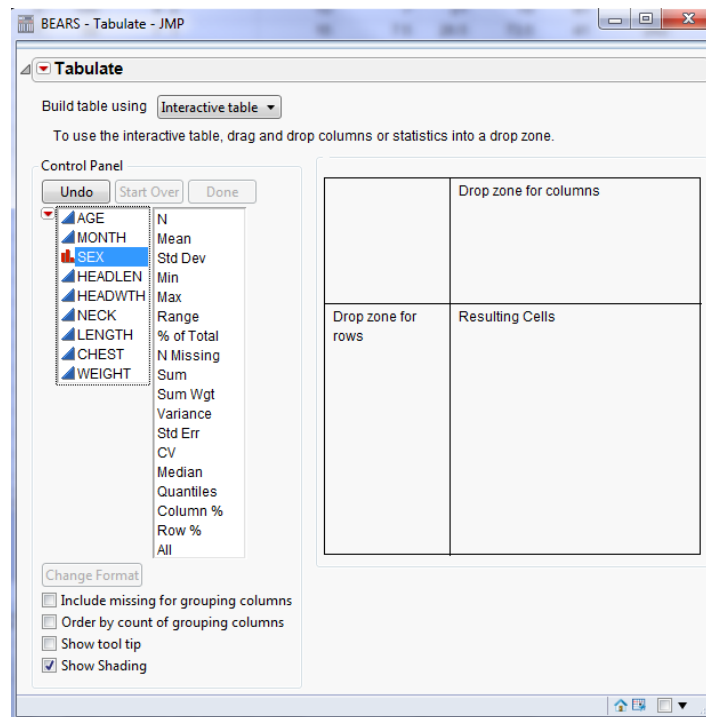 BEARS - Tabulate - JMP
Tabulate
Build table using Interactive table
To use the interactive table, drag and drop columns or statistics into a drop zone.
Control Panel
Undo Start Over Done
AGE
MONTH
SEX
HEADLEN
HEADWTH
NECK
LENGTH
CHEST
WEIGHT
N
Mean
Std Dev
Min
Max
Range
% of Total
N Missing
Sum
Sum Wgt
Variance
Std Err
CV
Median
Quantiles
Column %
Row %
All
Drop zone for columns
Drop zone for
rows
Resulting Cells
Change Format
Include missing for grouping columns
Order by count of grouping columns
Show tool tip
Show Shading